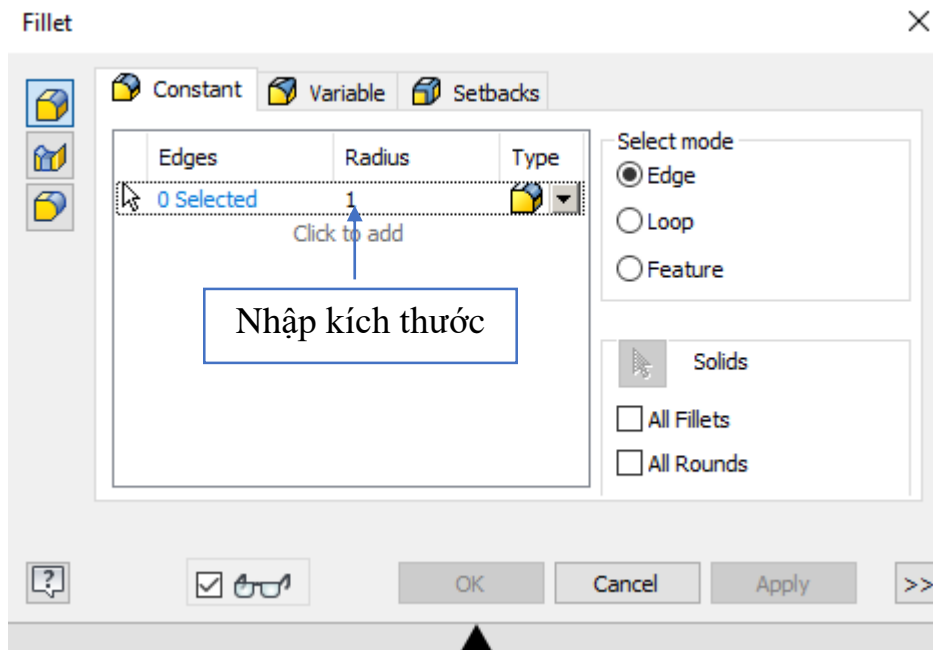 Fillet
Constant Variable Setbacks
Edges Radius Type
0 Selected 1
Click to add
Nhập kích thước
Select mode
Edge
Loop
Feature
Solids
All Fillets
All Rounds
? OK Cancel Apply >>